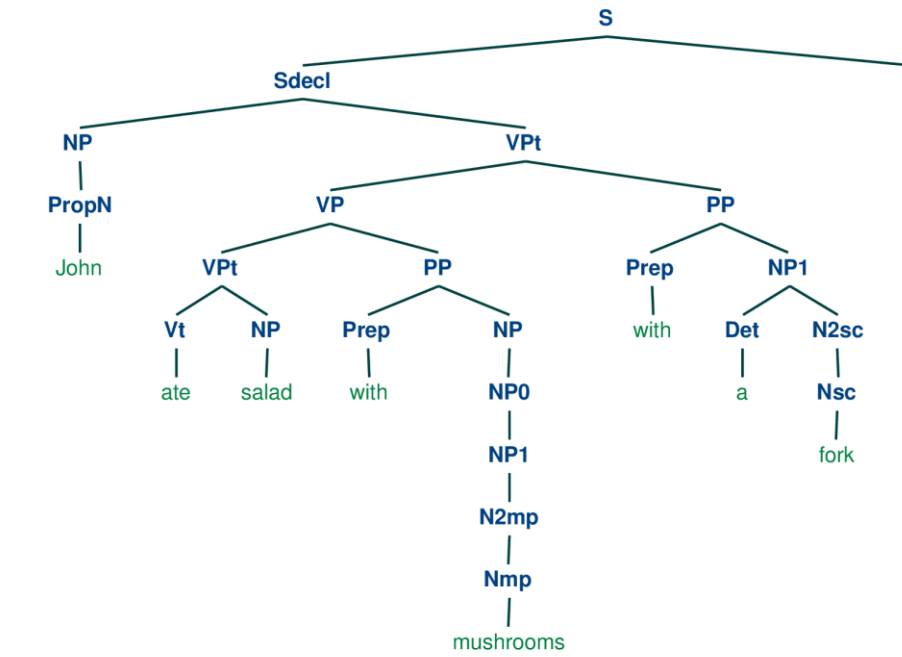 S
Sdecl
NP VPt
PropN VP PP
John VPt PP Prep NP1
Vt NP Prep NP with Det N2sc
ate salad with NP0 a Nsc
NP1 fork
N2mp
Nmp
mushrooms